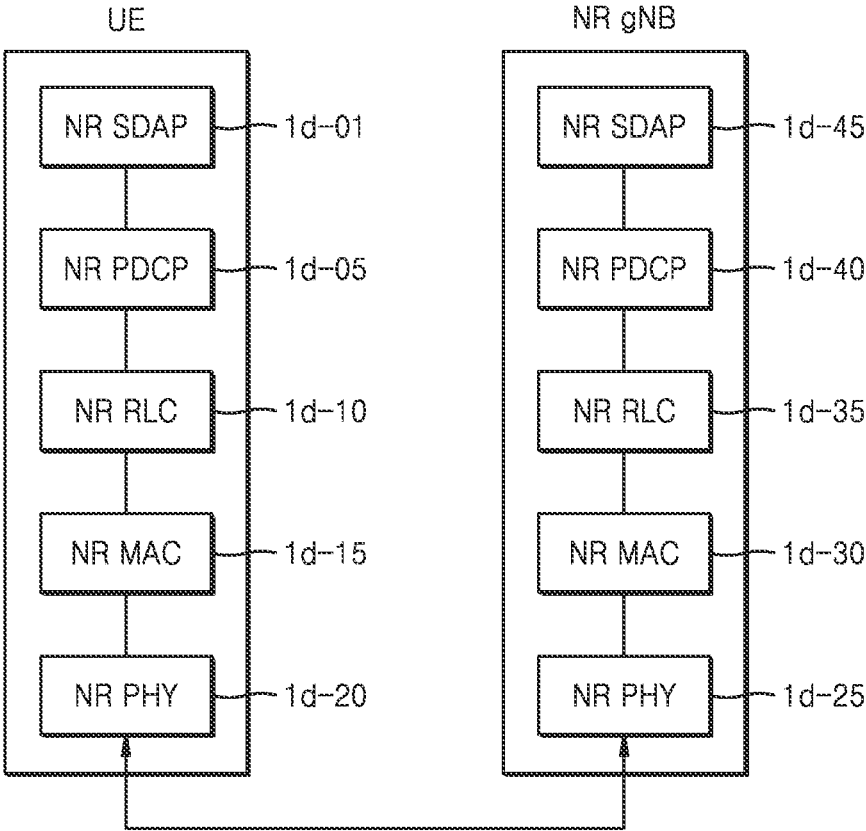 UE
NR gNB
NR SDAP
1d-01
NR SDAP
1d-45
NR PDCP
1d-05
NR PDCP
1d-40
NR RLC
1d-10
NR RLC
1d-35
NR MAC
1d-15
NR MAC
1d-30
NR PHY
1d-20
NR PHY
1d-25